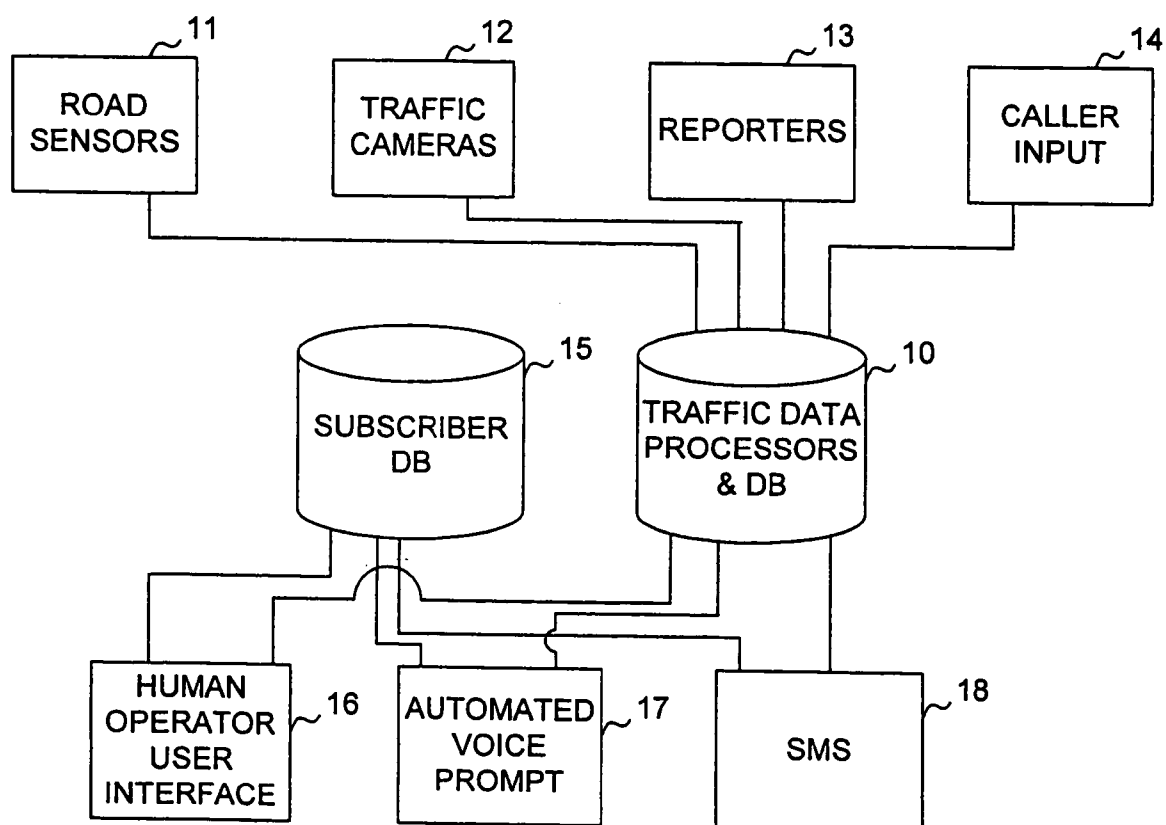 11
12
13
14
ROAD
SENSORS
TRAFFIC
CAMERAS
REPORTERS
CALLER
INPUT
15
10
SUBSCRIBER
DB
TRAFFIC DATA
PROCESSORS
& DB
16
17
18
HUMAN
OPERATOR
USER
INTERFACE
AUTOMATED
VOICE
PROMPT
SMS